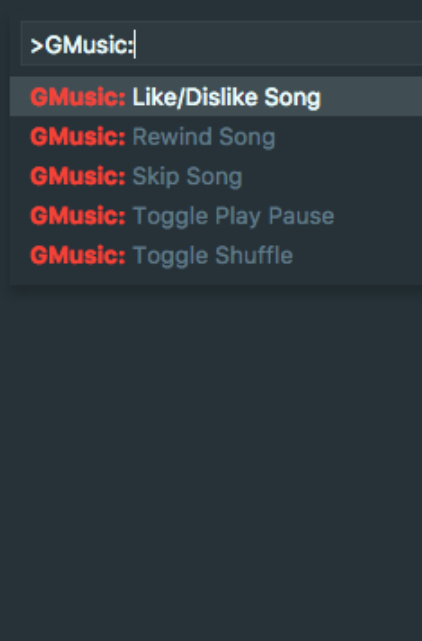 >GMusic:
GMusic: Like/Dislike Song
GMusic: Rewind Song
GMusic: Skip Song
GMusic: Toggle Play Pause
GMusic: Toggle Shuffle